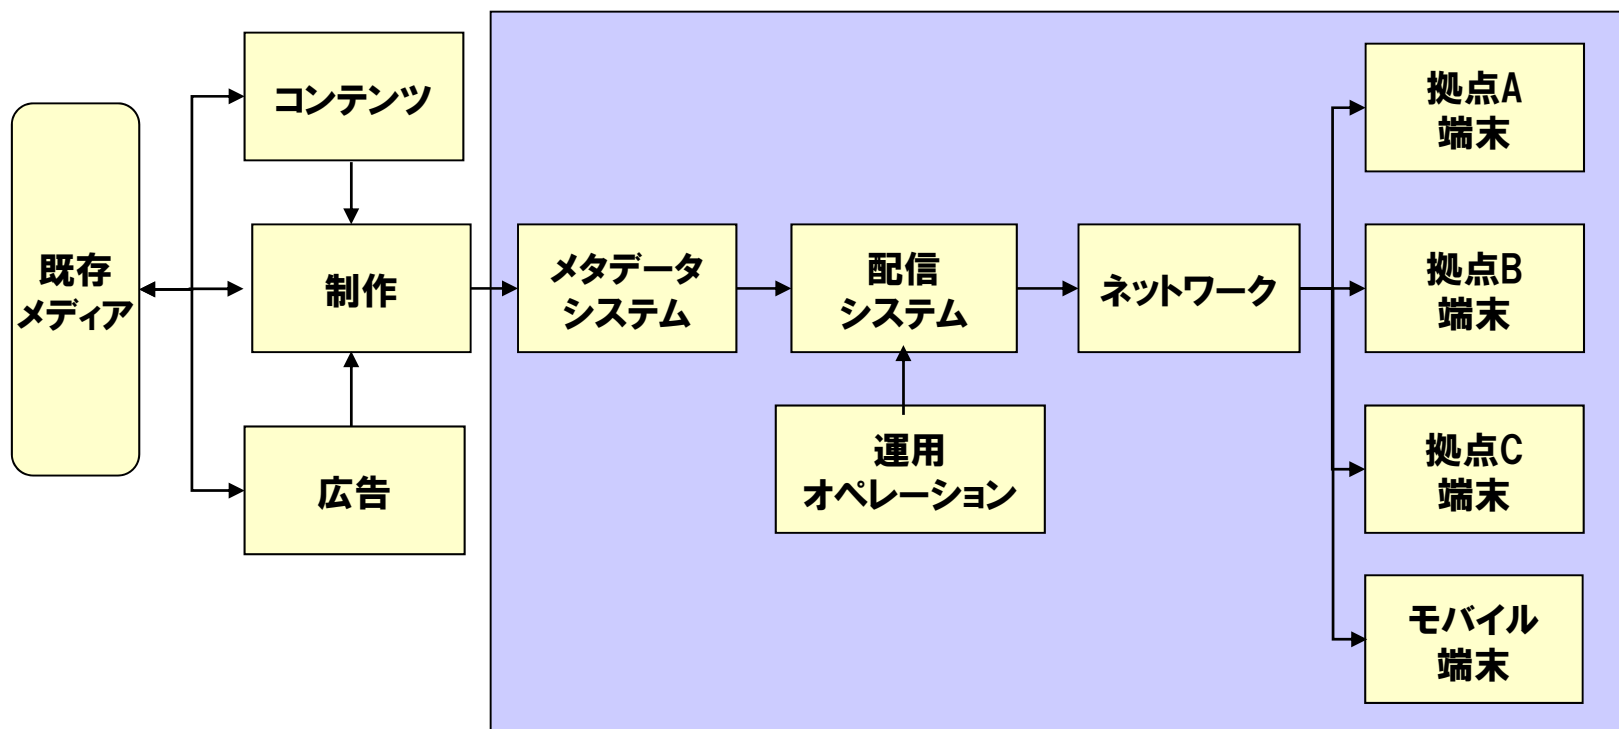 既存
メディア
コンテンツ
制作
広告
メタデータ
システム
配信
システム
運用
オペレーション
ネットワーク
拠点A
端末
拠点B
端末
拠点C
端末
モバイル
端末